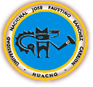 UNIVERSIDAD NACIONAL JOSE FAUSTINO SANCHEZ CARRION
HUACHO